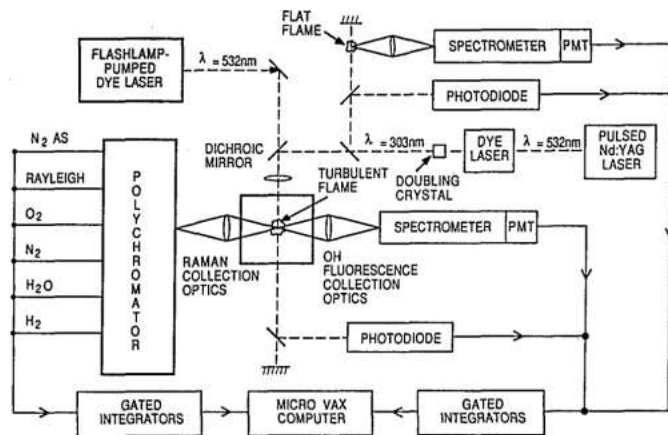 FLAT
FLAME
SPECTROMETER
PMT
FLASHLAMP-
PUMPED
DYE LASER
λ = 532nm
PHOTODIODE
N₂ AS
RAYLEIGH
O₂
N₂
H₂O
H₂
POLYCHROMATOR
DICHROIC
MIRROR
λ = 303nm
DOUBLING
CRYSTAL
DYE
LASER
λ = 532nm
PULSED
Nd:YAG
LASER
TURBULENT
FLAME
RAMAN
COLLECTION
OPTICS
OH
FLUORESCENCE
COLLECTION
OPTICS
SPECTROMETER
PMT
PHOTODIODE
GATED
INTEGRATORS
MICRO VAX
COMPUTER
GATED
INTEGRATORS